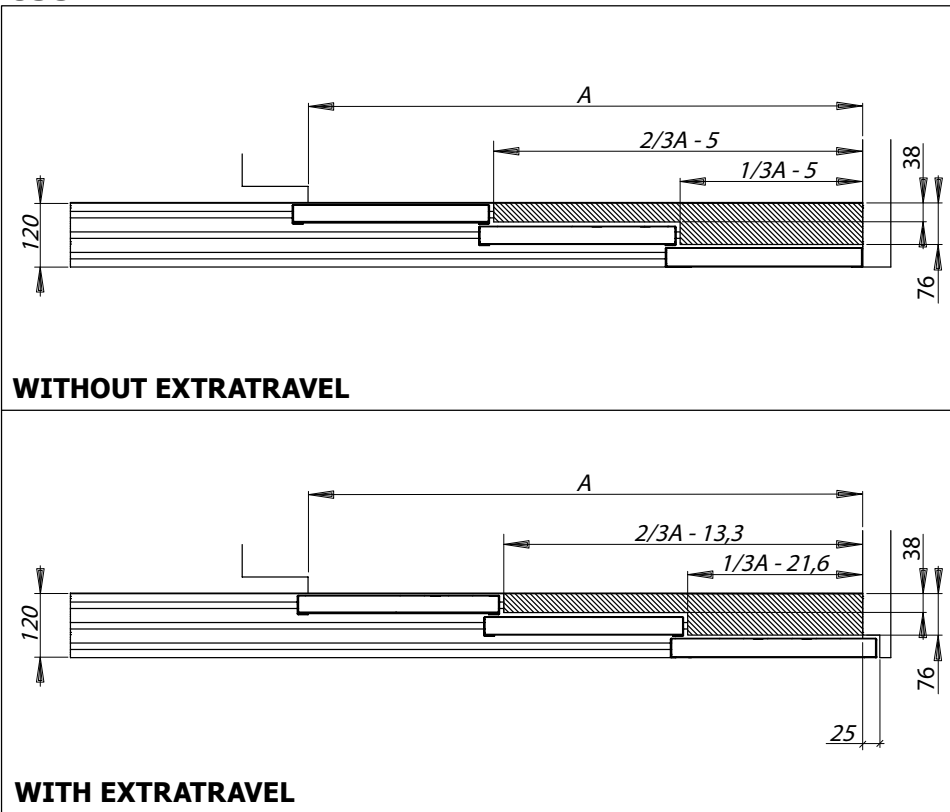 A
2/3A - 5
1/3A - 5
38
120
76
WITHOUT EXTRATRAVEL
A
2/3A - 13,3
1/3A - 21,6
38
120
76
25
WITH EXTRATRAVEL